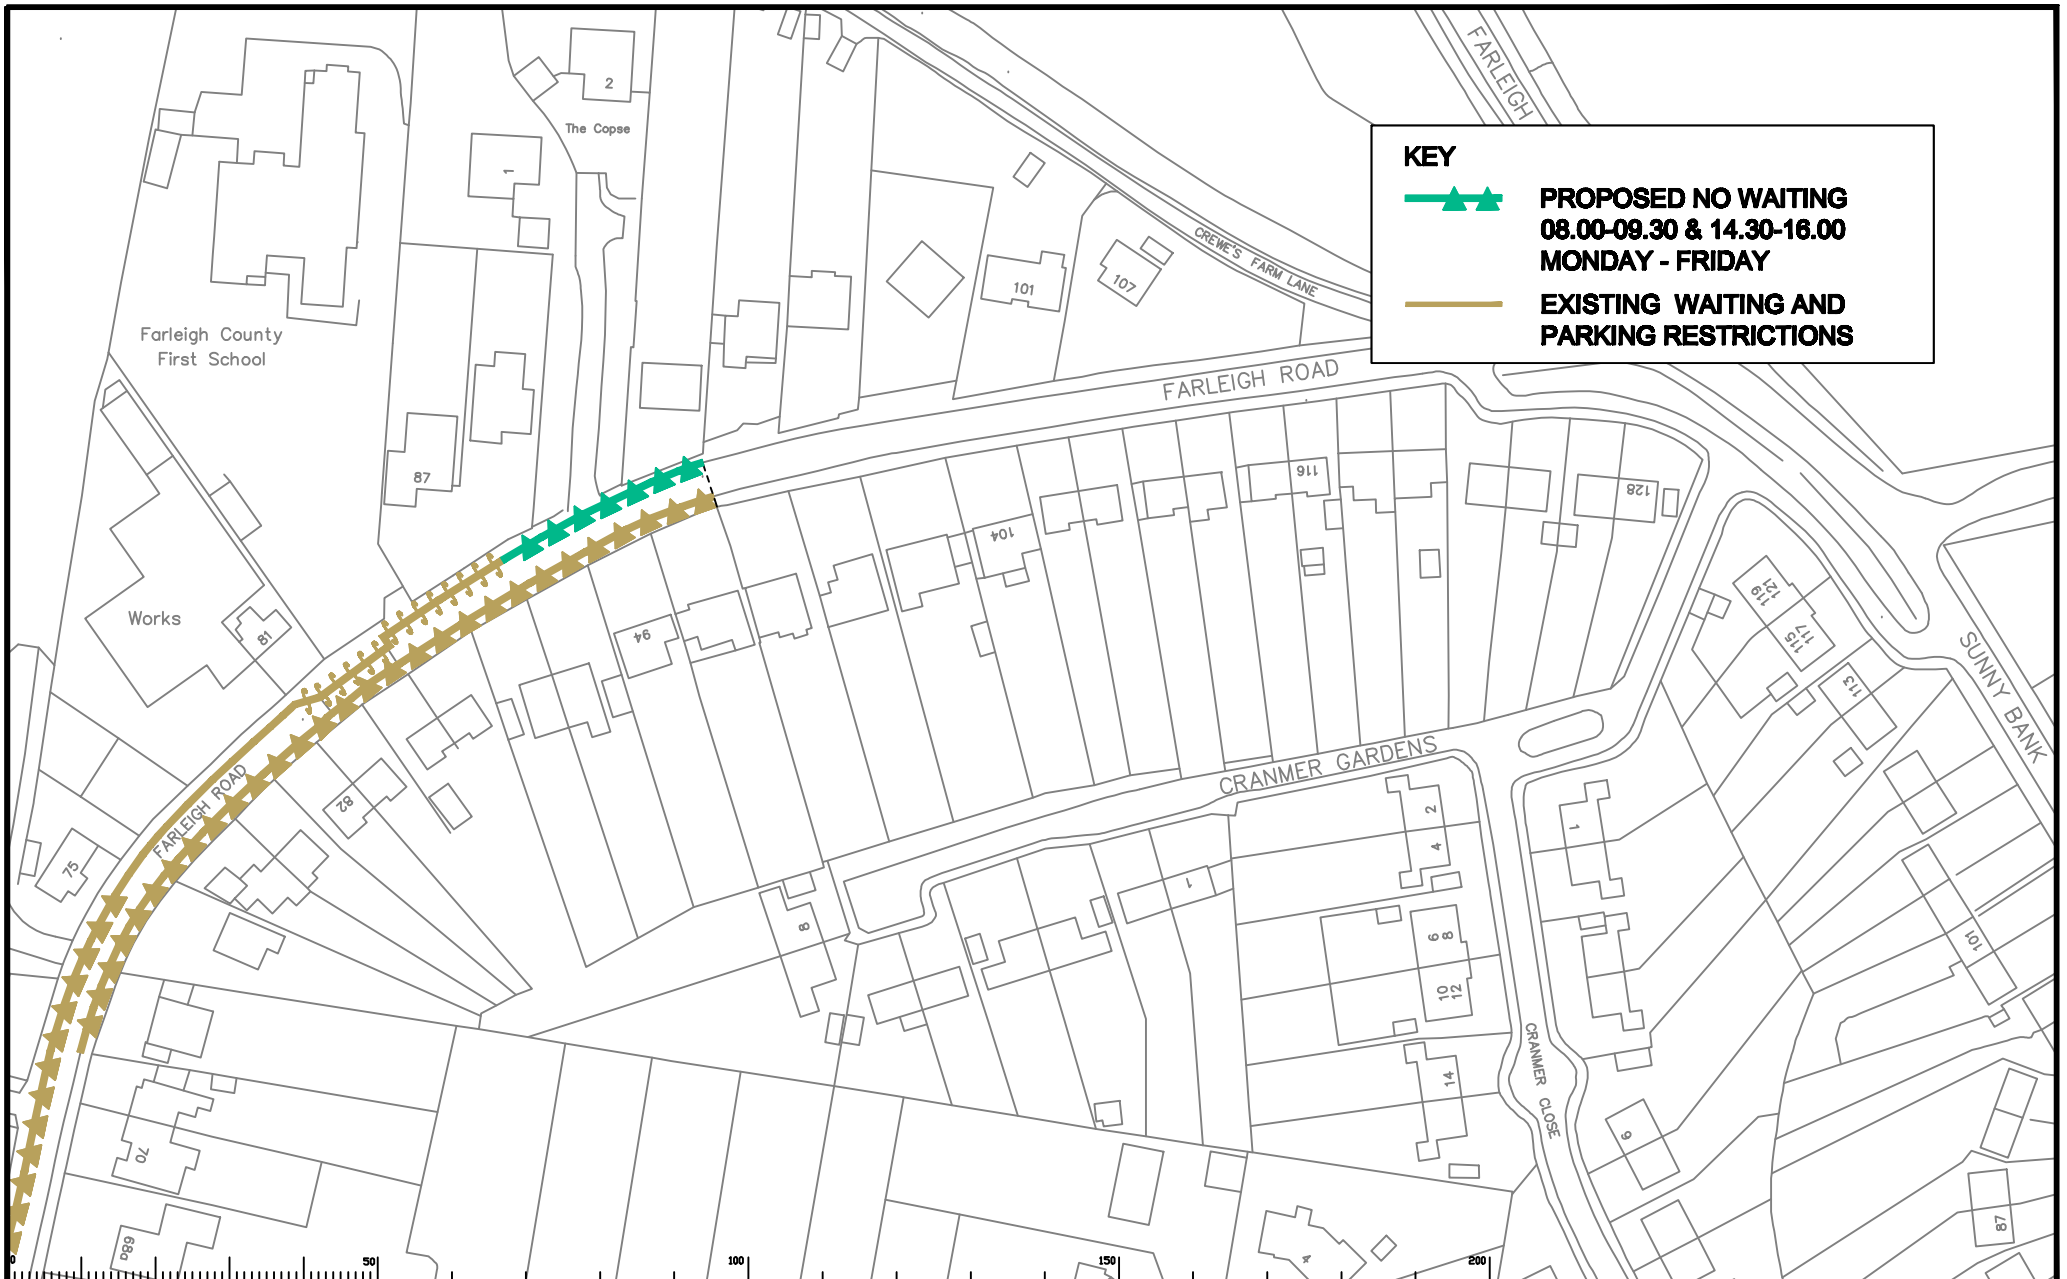 FARLEIGH
2
The Copse
1
KEY
PROPOSED NO WAITING
08.00-09.30 & 14.30-16.00
MONDAY - FRIDAY
EXISTING  WAITING AND
PARKING RESTRICTIONS
CREWE'S FARM LANE
101
107
Farleigh County
First School
FARLEIGH ROAD
87
116
128
104
94
Works
81
119
121
115
117
113
SUNNY BANK
CRANMER GARDENS
FARLEIGH ROAD
82
75
2
4
1
1
8
6
8
101
10
12
CRANMER CLOSE
14
70
9
68a
87
4
0
50
100
150
200